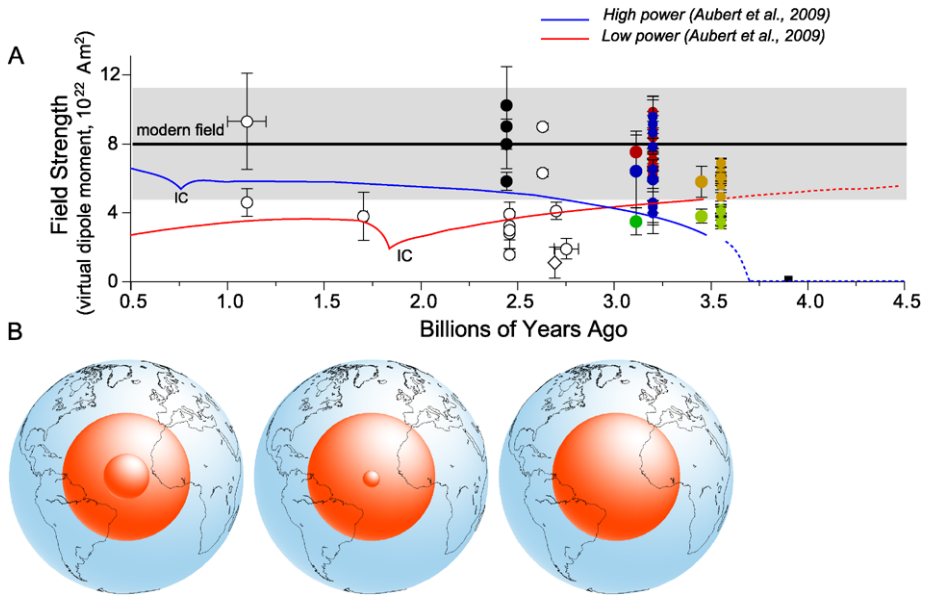 High power (Aubert et al., 2009)
Low power (Aubert et al., 2009)
A
Field Strength
(virtual dipole moment, 10²² Am²)
12
8
4
0
modern field
IC
IC
0.5 1.0 1.5 2.0 2.5 3.0 3.5 4.0 4.5
Billions of Years Ago
B